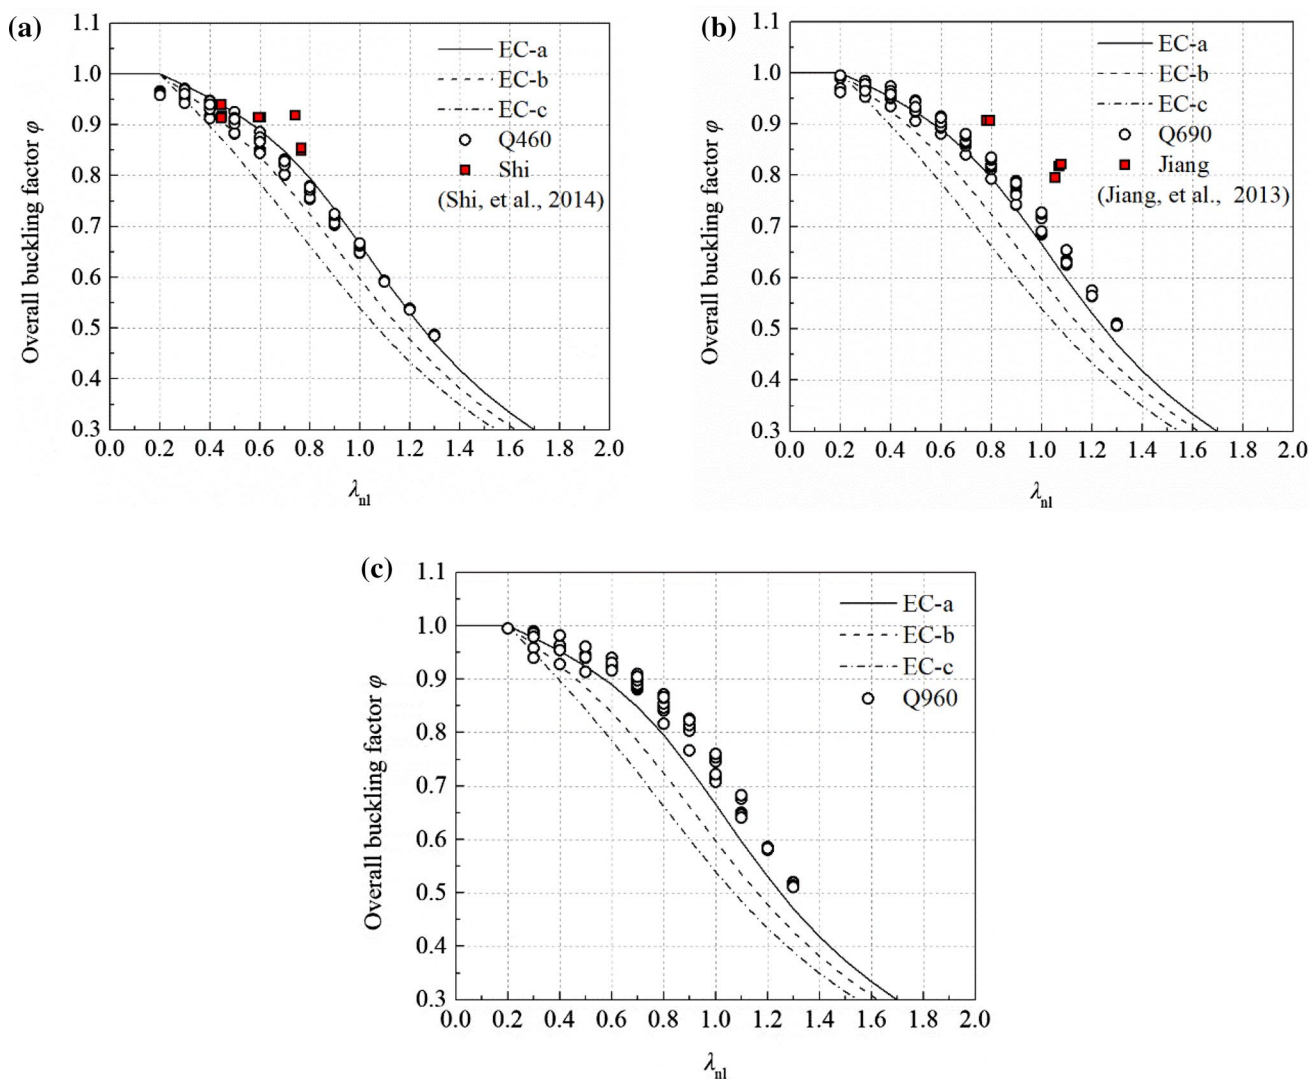 (a)
1.1
1.0
0.9
0.8
0.7
0.6
0.5
0.4
0.3
Overall buckling factor φ
EC-a
EC-b
EC-c
Q460
Shi
(Shi, et al., 2014)
0.0 0.2 0.4 0.6 0.8 1.0 1.2 1.4 1.6 1.8 2.0
λnl
(b)
1.1
1.0
0.9
0.8
0.7
0.6
0.5
0.4
0.3
Overall buckling factor φ
EC-a
EC-b
EC-c
Q690
Jiang
(Jiang, et al., 2013)
0.0 0.2 0.4 0.6 0.8 1.0 1.2 1.4 1.6 1.8 2.0
λnl
(c)
1.1
1.0
0.9
0.8
0.7
0.6
0.5
0.4
0.3
Overall buckling factor φ
EC-a
EC-b
EC-c
Q960
0.0 0.2 0.4 0.6 0.8 1.0 1.2 1.4 1.6 1.8 2.0
λnl